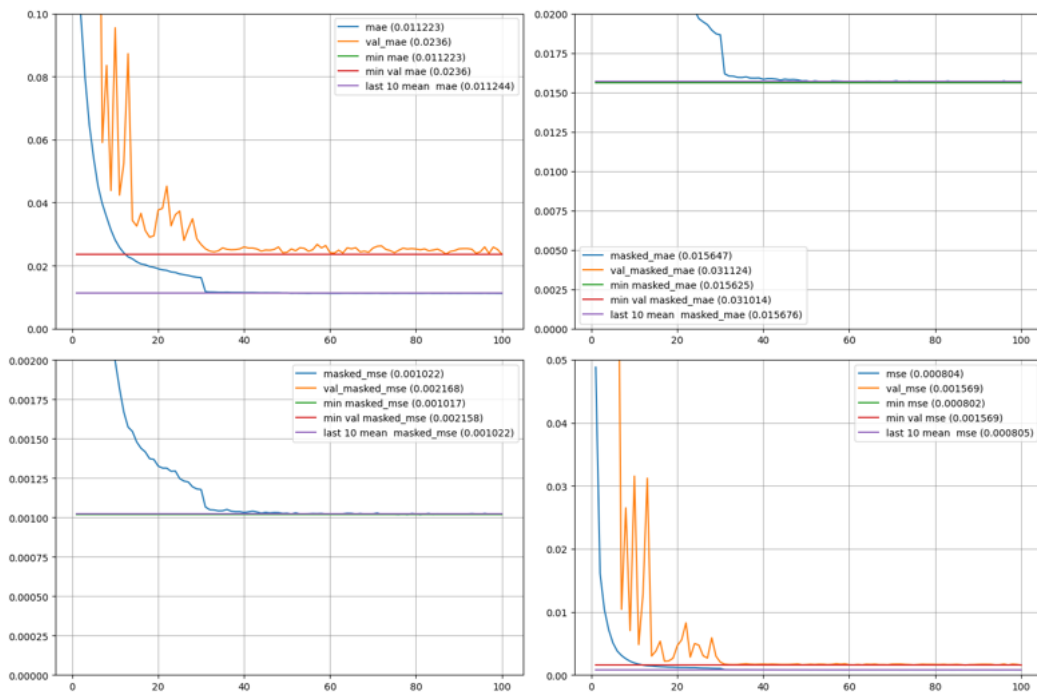 0.10
0.08
0.06
0.04
0.02
0.00
0
20
40
60
80
100
mae (0.011223)
val_mae (0.0236)
min mae (0.011223)
min val mae (0.0236)
last 10 mean  mae (0.011244)
0.0200
0.0175
0.0150
0.0125
0.0100
0.0075
0.0050
0.0025
0.0000
0
20
40
60
80
100
masked_mae (0.015647)
val_masked_mae (0.031124)
min masked_mae (0.015625)
min val masked_mae (0.031014)
last 10 mean  masked_mae (0.015676)
0.00200
0.00175
0.00150
0.00125
0.00100
0.00075
0.00050
0.00025
0.00000
0
20
40
60
80
100
masked_mse (0.001022)
val_masked_mse (0.002168)
min masked_mse (0.001017)
min val masked_mse (0.002158)
last 10 mean  masked_mse (0.001022)
0.05
0.04
0.03
0.02
0.01
0.00
0
20
40
60
80
100
mse (0.000804)
val_mse (0.001569)
min mse (0.000802)
min val mse (0.001569)
last 10 mean  mse (0.000805)